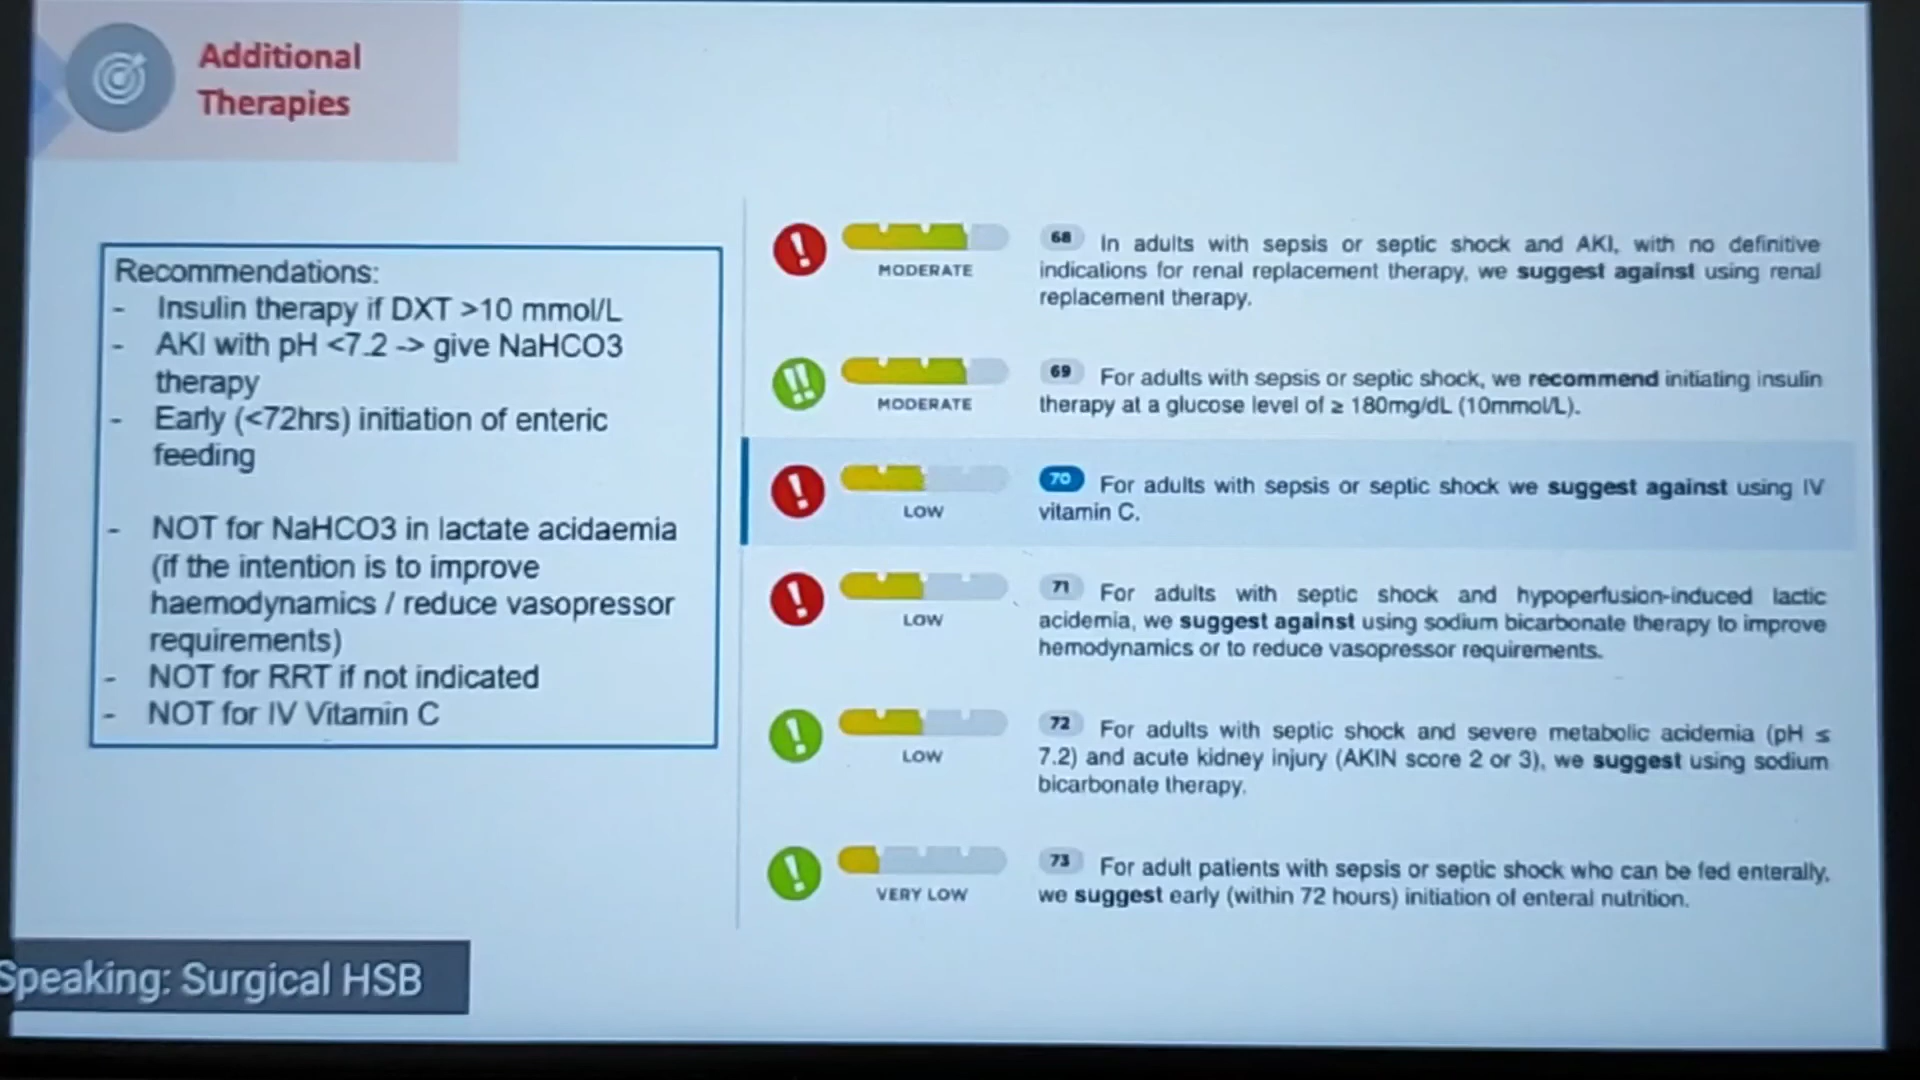 Additional
Therapies
Recommendations:
- Insulin therapy if DXT >10 mmol/L
- AKI with pH <7.2 -> give NaHCO3
therapy
- Early (<72hrs) initiation of enteric
feeding
- NOT for NaHCO3 in lactate acidaemia
(if the intention is to improve
haemodynamics / reduce vasopressor
requirements)
- NOT for RRT if not indicated
- NOT for IV Vitamin C
MODERATE
68 In adults with sepsis or septic shock and AKI, with no definitive
indications for renal replacement therapy, we suggest against using renal
replacement therapy.
MODERATE
69 For adults with sepsis or septic shock, we recommend initiating insulin
therapy at a glucose level of ≥ 180mg/dL (10mmol/L).
LOW
70 For adults with sepsis or septic shock we suggest against using IV
vitamin C.
LOW
71 For adults with septic shock and hypoperfusion-induced lactic
acidemia, we suggest against using sodium bicarbonate therapy to improve
hemodynamics or to reduce vasopressor requirements.
LOW
72 For adults with septic shock and severe metabolic acidemia (pH ≤
7.2) and acute kidney injury (AKIN score 2 or 3), we suggest using sodium
bicarbonate therapy.
VERY LOW
73 For adult patients with sepsis or septic shock who can be fed enterally,
we suggest early (within 72 hours) initiation of enteral nutrition.
Speaking: Surgical HSB